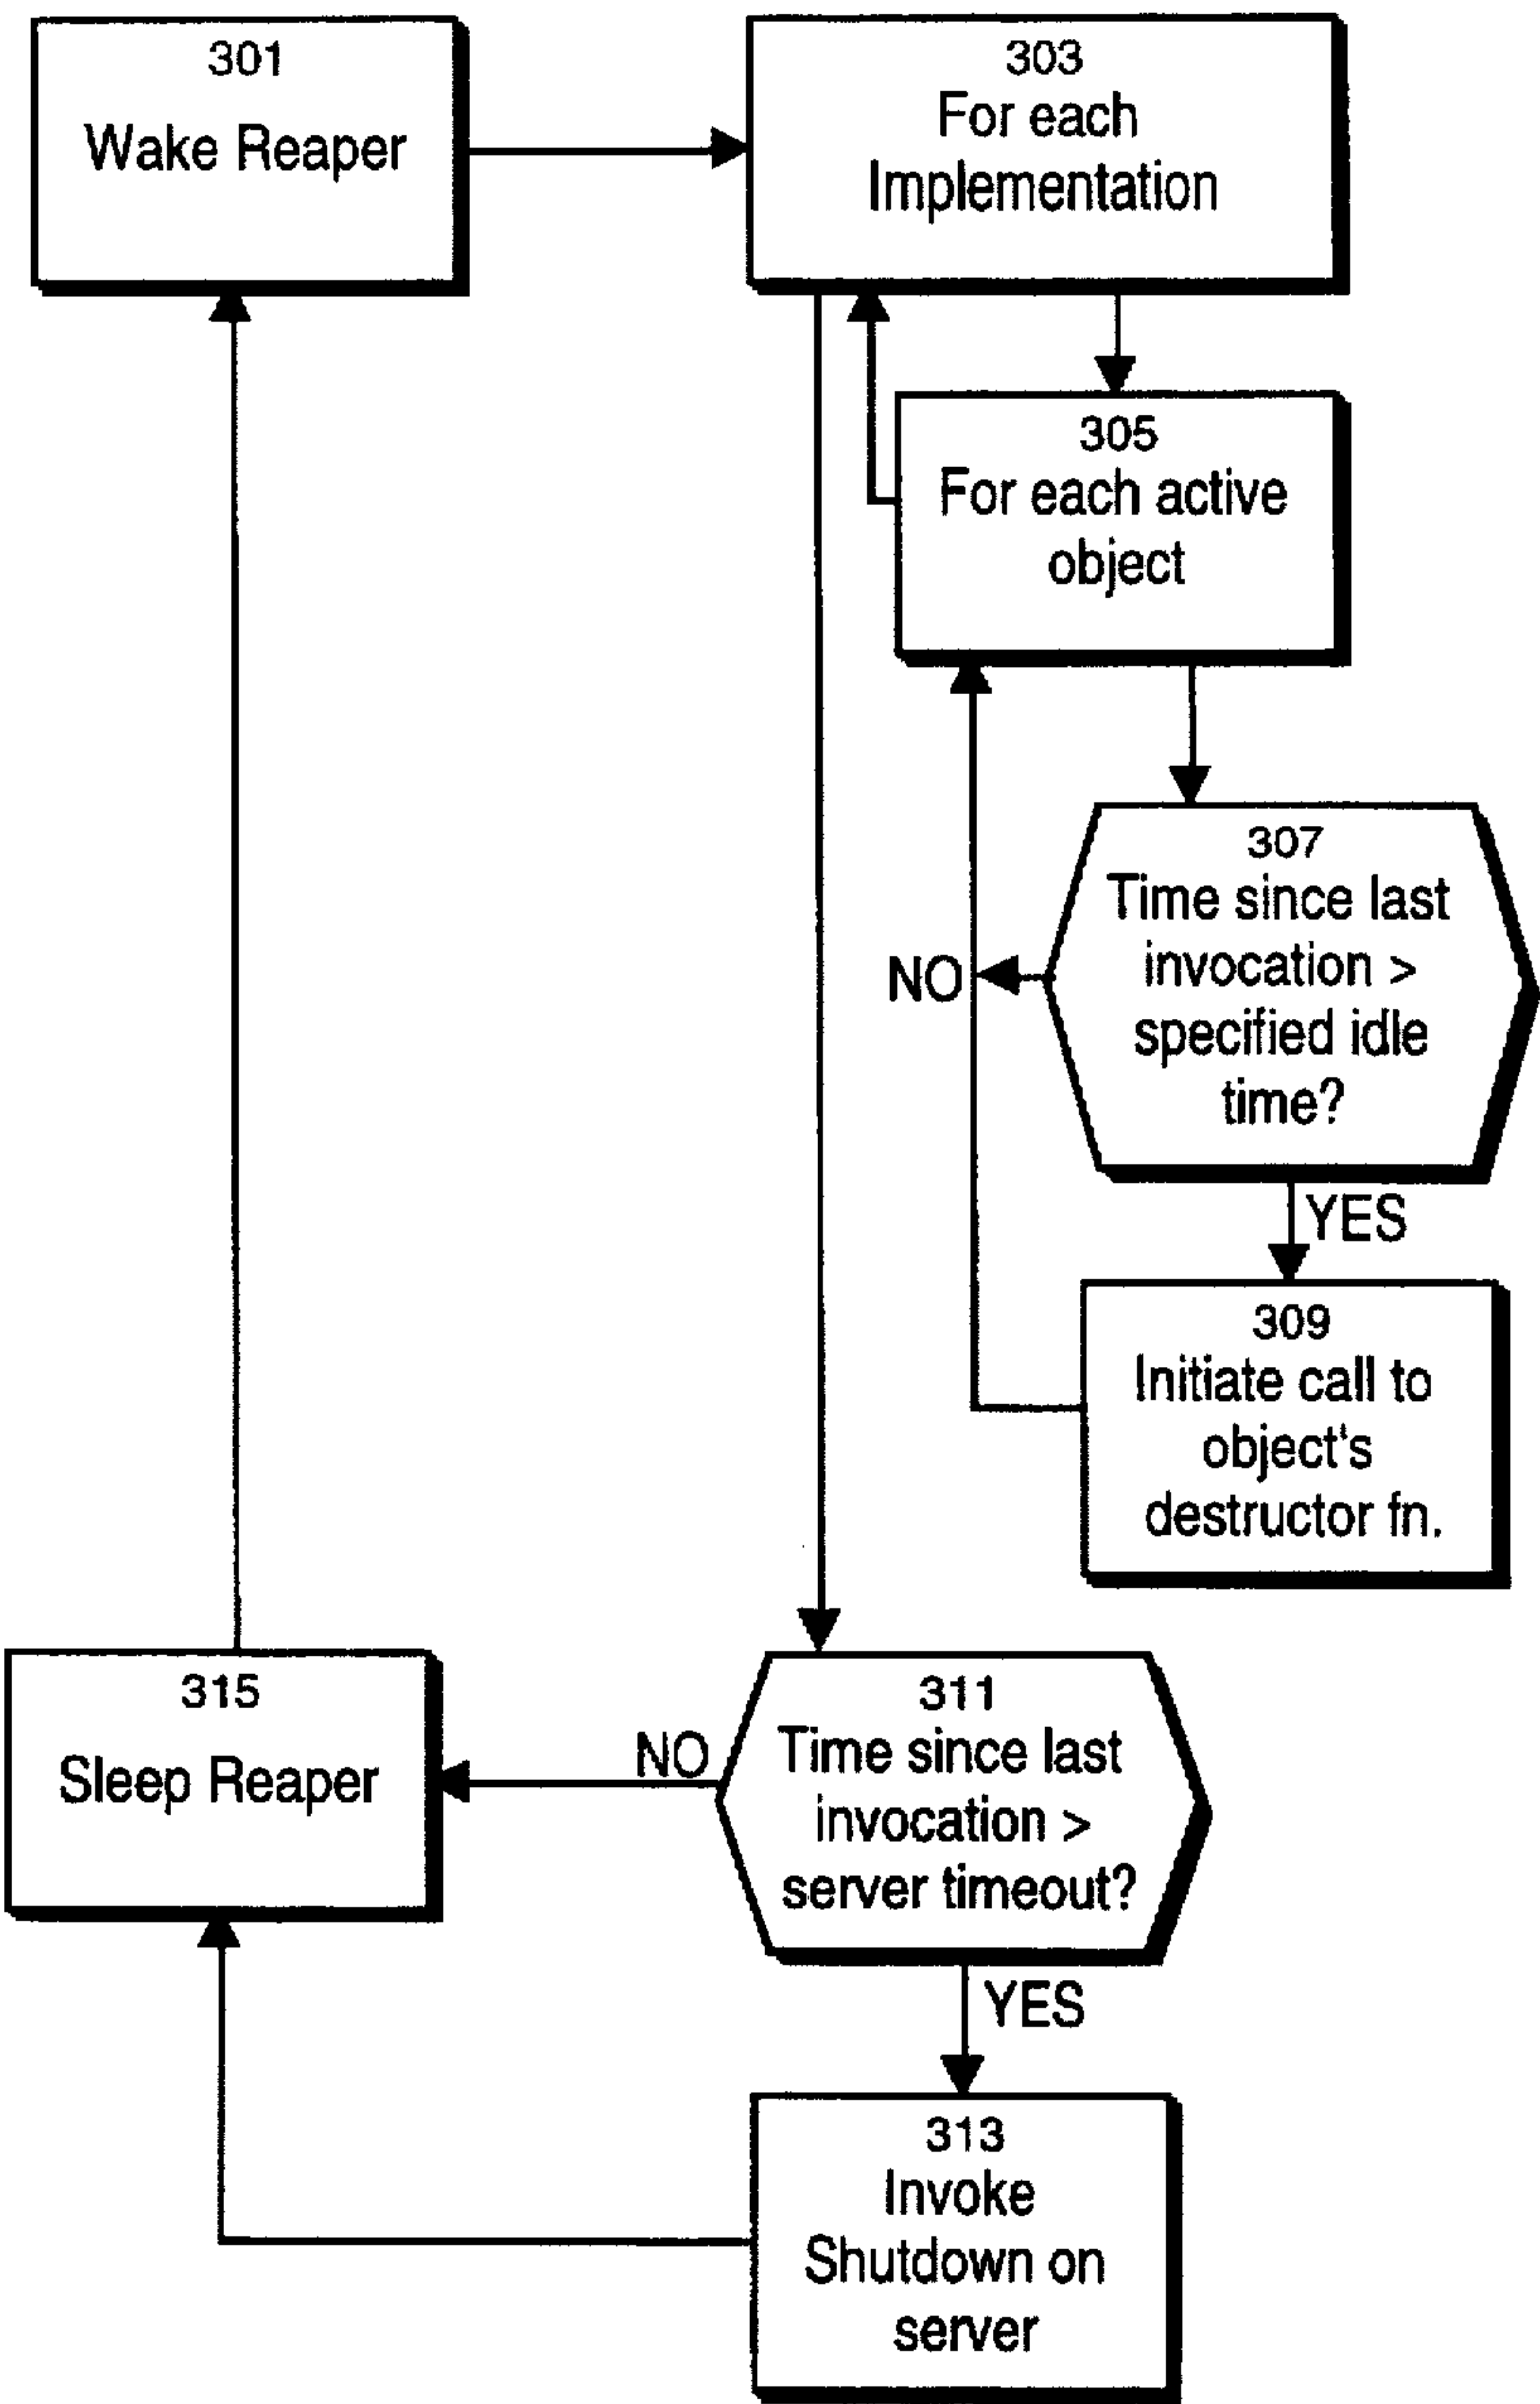 301
Wake Reaper
303
For each
Implementation
305
For each active
object
307
Time since last
invocation >
specified idle
time?
NO
YES
309
Initiate call to
object's
destructor fn.
311
Time since last
invocation >
server timeout?
NO
315
Sleep Reaper
YES
313
Invoke
Shutdown on
server